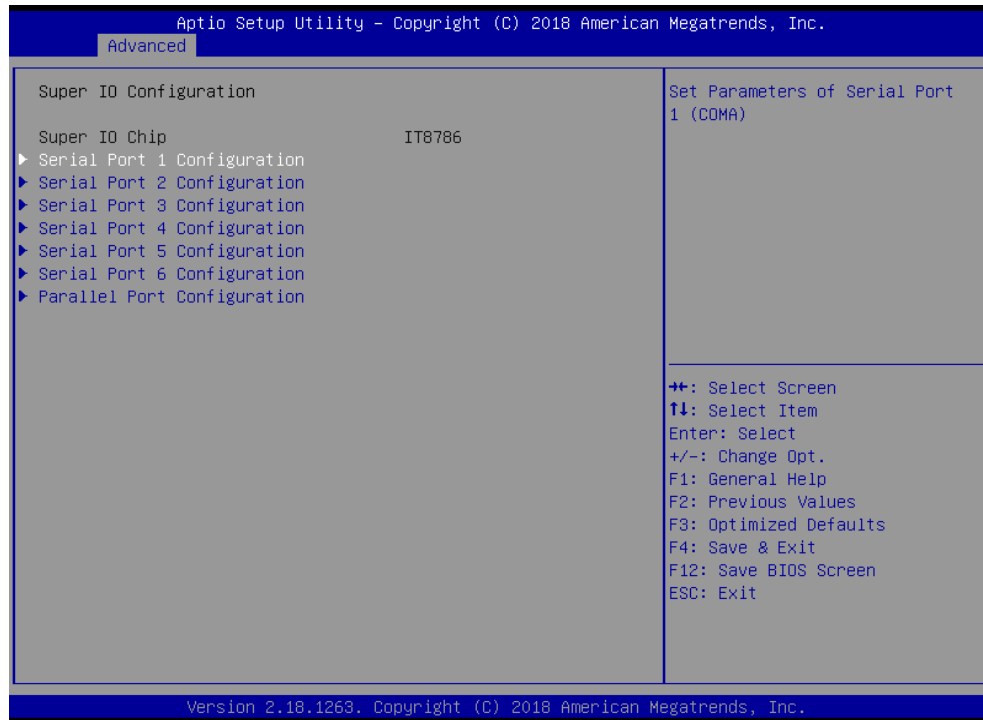 Aptio Setup Utility – Copyright (C) 2018 American Megatrends, Inc.
Advanced
Super IO Configuration
Super IO Chip IT8786
Serial Port 1 Configuration
Serial Port 2 Configuration
Serial Port 3 Configuration
Serial Port 4 Configuration
Serial Port 5 Configuration
Serial Port 6 Configuration
Parallel Port Configuration
Set Parameters of Serial Port
1 (COMA)
→←: Select Screen
↑↓: Select Item
Enter: Select
+/-: Change Opt.
F1: General Help
F2: Previous Values
F3: Optimized Defaults
F4: Save & Exit
F12: Save BIOS Screen
ESC: Exit
Version 2.18.1263. Copyright (C) 2018 American Megatrends, Inc.